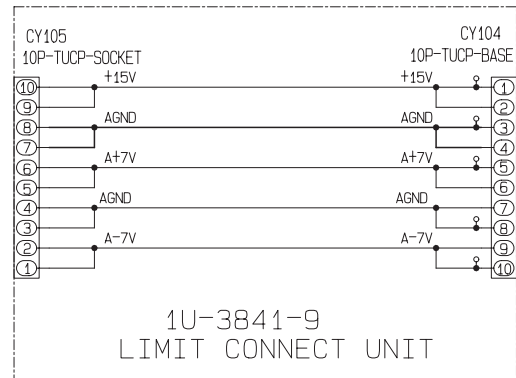 CY105
10P-TUCP-SOCKET
CY104
10P-TUCP-BASE
10 +15V +15V 1
9 2
8 AGND AGND 3
7 4
6 A+7V A+7V 5
5 6
4 AGND AGND 7
3 8
2 A-7V A-7V 9
1 10
1U-3841-9
LIMIT CONNECT UNIT